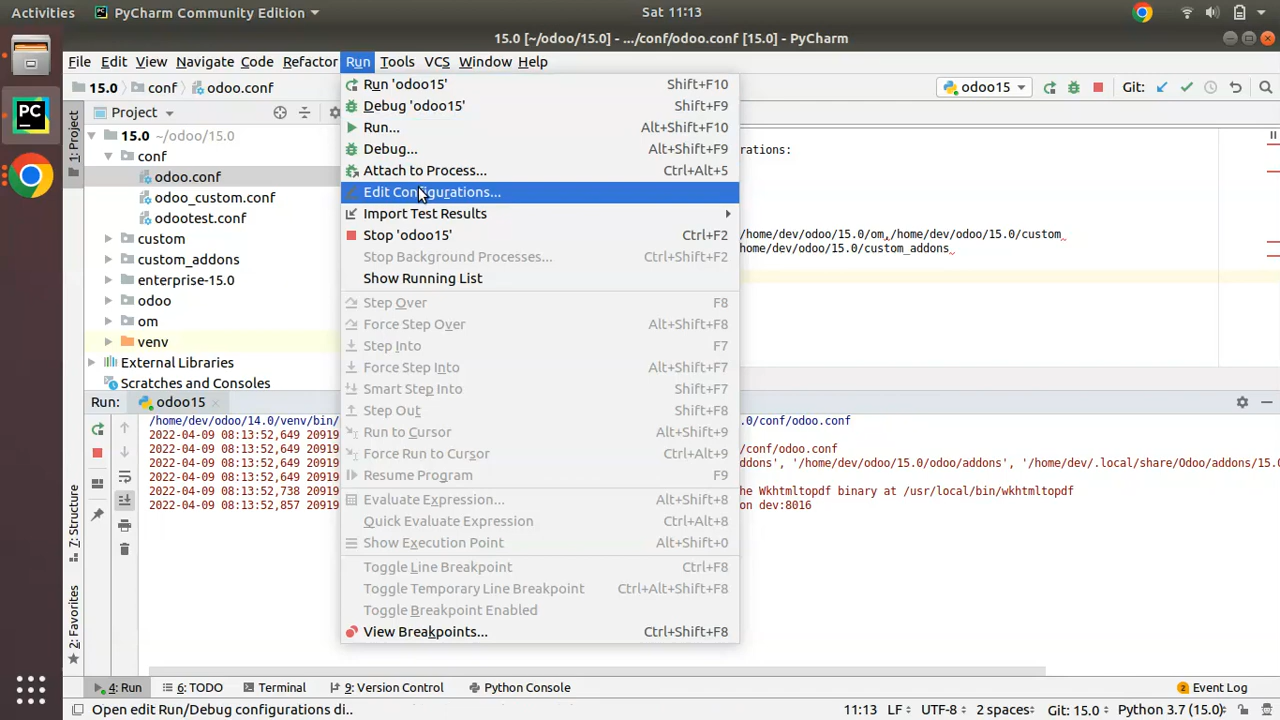 Activities PyCharm Community Edition Sat 11:13
15.0 [~/odoo/15.0] - .../conf/odoo.conf [15.0] - PyCharm
File Edit View Navigate Code Refactor Run Tools VCS Window Help
15.0 conf odoo.conf odoo15 Git:
Project
15.0 ~/odoo/15.0
conf
odoo.conf
odoo_custom.conf
odootest.conf
custom
custom_addons
enterprise-15.0
odoo
om
venv
External Libraries
Scratches and Consoles
1: Project
7: Structure
2: Favorites
Run 'odoo15' Shift+F10
Debug 'odoo15' Shift+F9
Run... Alt+Shift+F10
Debug... Alt+Shift+F9
Attach to Process... Ctrl+Alt+5
Edit Configurations...
Import Test Results
Stop 'odoo15' Ctrl+F2
Stop Background Processes... Ctrl+Shift+F2
Show Running List
Step Over F8
Force Step Over Alt+Shift+F8
Step Into F7
Force Step Into Alt+Shift+F7
Smart Step Into Shift+F7
Step Out Shift+F8
Run to Cursor Alt+F9
Force Run to Cursor Ctrl+Alt+9
Resume Program F9
Evaluate Expression... Alt+Shift+8
Quick Evaluate Expression Ctrl+Alt+8
Show Execution Point Alt+Shift+0
Toggle Line Breakpoint Ctrl+F8
Toggle Temporary Line Breakpoint Ctrl+Alt+Shift+F8
Toggle Breakpoint Enabled
View Breakpoints... Ctrl+Shift+F8
rations:
/home/dev/odoo/15.0/om,/home/dev/odoo/15.0/custom
home/dev/odoo/15.0/custom_addons
Run: odoo15
/home/dev/odoo/14.0/venv/bin/ .0/conf/odoo.conf
2022-04-09 08:13:52,649 20919
2022-04-09 08:13:52,649 20919 /conf/odoo.conf
2022-04-09 08:13:52,649 20919 ddons', '/home/dev/odoo/15.0/odoo/addons', '/home/dev/.local/share/Odoo/addons/15.0
2022-04-09 08:13:52,649 20919
2022-04-09 08:13:52,738 20919 he Wkhtmltopdf binary at /usr/local/bin/wkhtmltopdf
2022-04-09 08:13:52,857 20919 on dev:8016
4: Run 6: TODO Terminal 9: Version Control Python Console 2 Event Log
Open edit Run/Debug configurations di.. 11:13 LF UTF-8 2 spaces Git: 15.0 Python 3.7 (15.0)